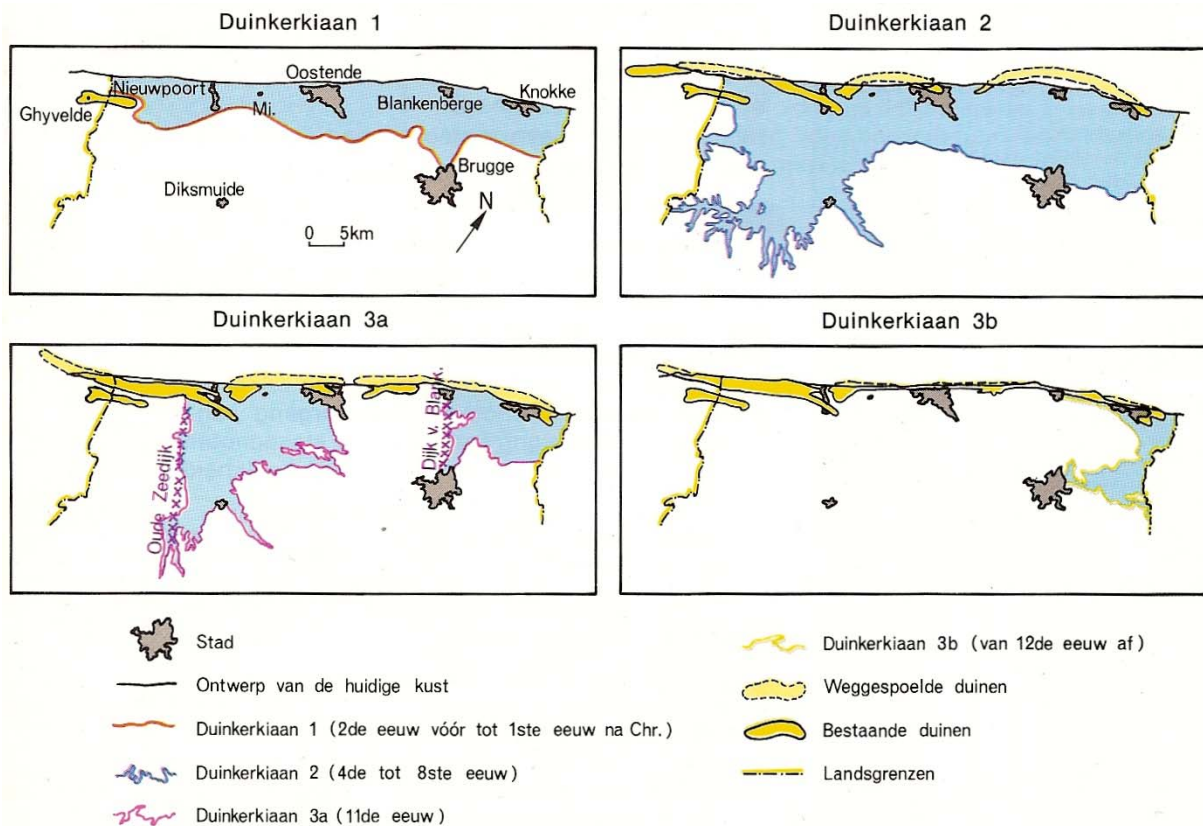 Duinkerkiaan 1
Nieuwpoort
Oostende
Mi.
Blankenberge
Knokke
Ghyvelde
Brugge
Diksmuide
N
0 5km
Duinkerkiaan 2
Duinkerkiaan 3a
Oude Zeedijk
Dijk v. Blank.
Duinkerkiaan 3b
Stad
Ontwerp van de huidige kust
Duinkerkiaan 1 (2de eeuw vóór tot 1ste eeuw na Chr.)
Duinkerkiaan 2 (4de tot 8ste eeuw)
Duinkerkiaan 3a (11de eeuw)
Duinkerkiaan 3b (van 12de eeuw af)
Weggespoelde duinen
Bestaande duinen
Landsgrenzen